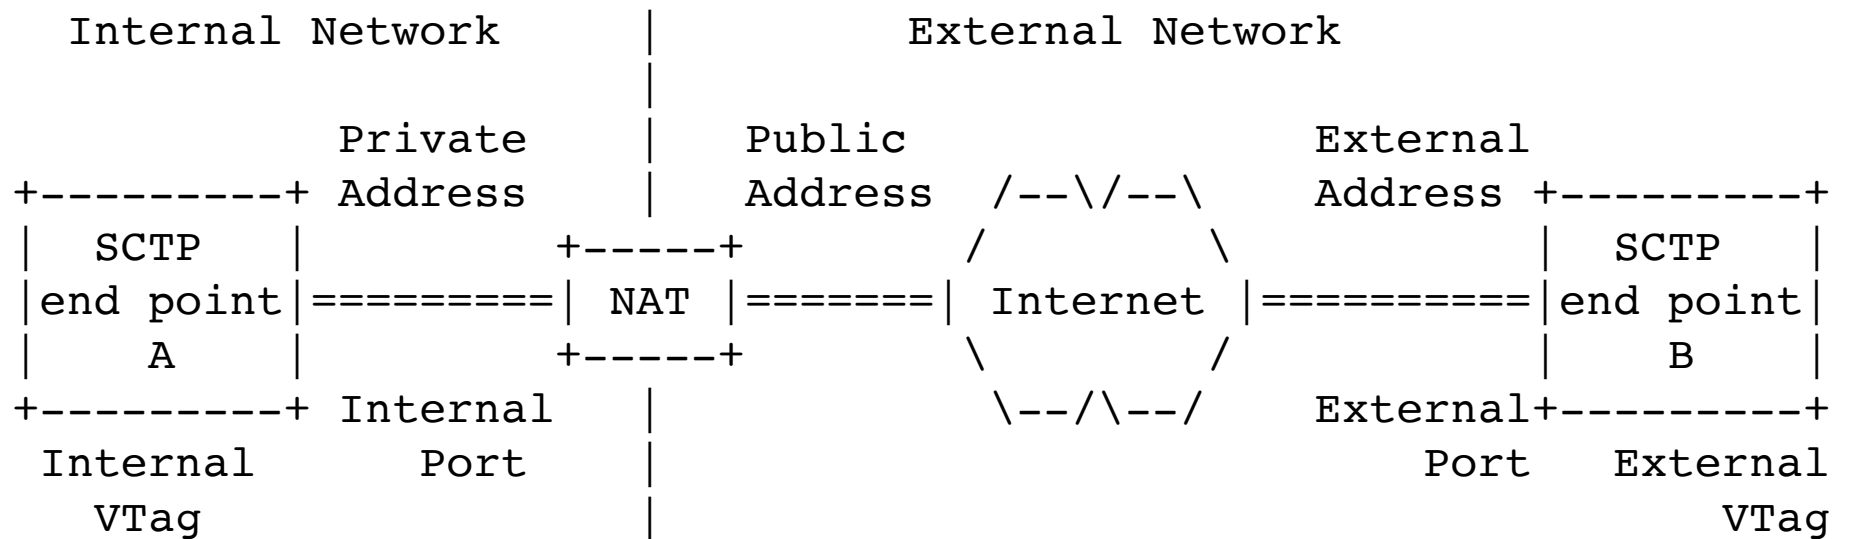 Internal Network | External Network
|
Private | Public External
+---------+ Address | Address /--\/--\ Address +---------+
| SCTP | +-----+ / \ | SCTP |
|end point|=========| NAT |=======| Internet |==========|end point|
| A | +-----+ \ / | B |
+---------+ Internal | \--/\--/ External+---------+
Internal Port | Port External
VTag | VTag